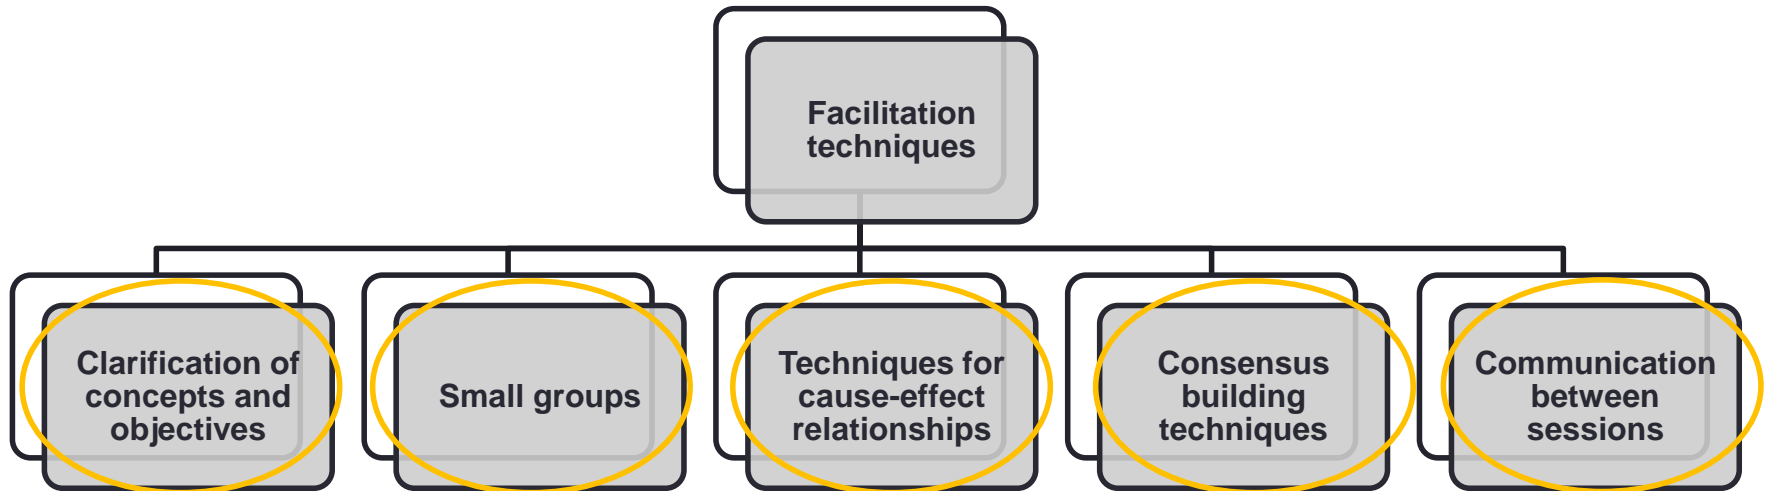 Facilitation
techniques
Clarification of
concepts and
objectives
Small groups
Techniques for
cause-effect
relationships
Consensus
building
techniques
Communication
between
sessions